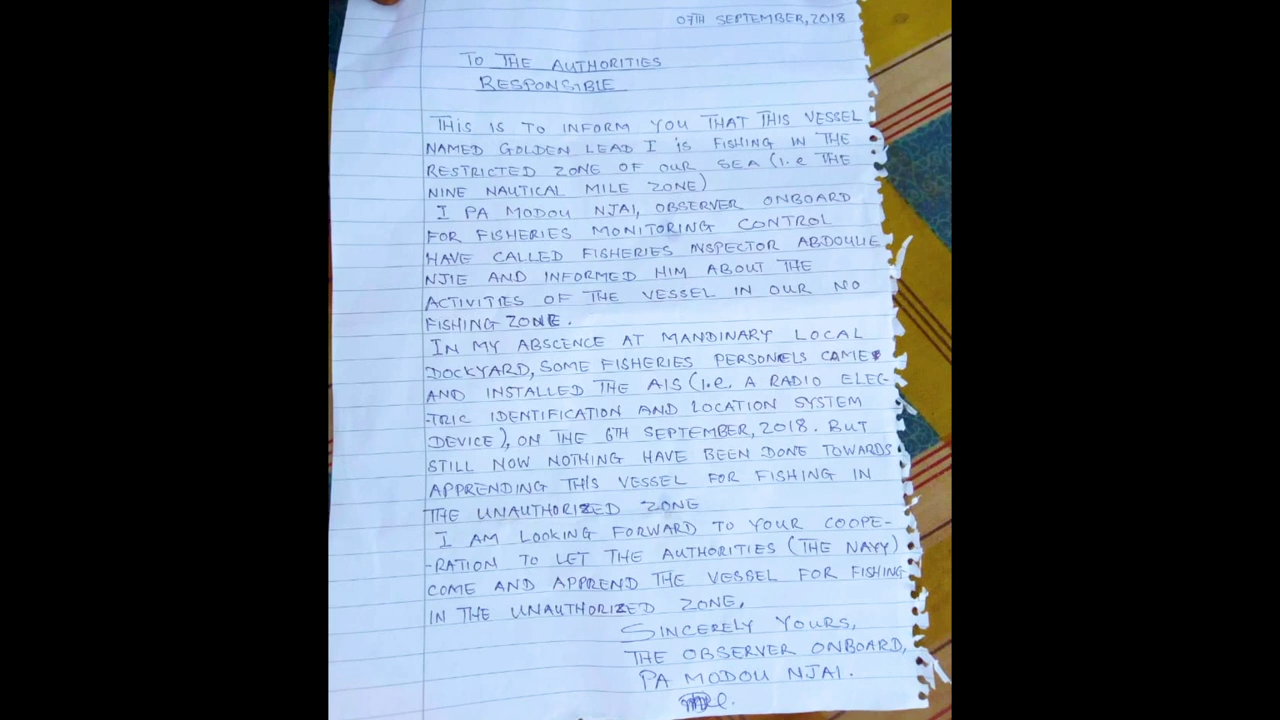 07TH SEPTEMBER, 2018
TO THE AUTHORITIES
RESPONSIBLE
THIS IS TO INFORM YOU THAT THIS VESSEL
NAMED GOLDEN LEAD I IS FISHING IN THE
RESTRICTED ZONE OF OUR SEA (i.e THE
NINE NAUTICAL MILE ZONE)
I PA MODOU NJAI, OBSERVER ONBOARD
FOR FISHERIES MONITORING CONTROL
HAVE CALLED FISHERIES INSPECTOR ABDOULIE
NJIE AND INFORMED HIM ABOUT THE
ACTIVITIES OF THE VESSEL IN OUR NO
FISHING ZONE.
IN MY ABSCENCE AT MANDINARY LOCAL
DOCKYARD, SOME FISHERIES PERSONELS CAME
AND INSTALLED THE AIS (i.e. A RADIO ELEC-
-TRIC IDENTIFICATION AND LOCATION SYSTEM
DEVICE), ON THE 6TH SEPTEMBER, 2018. BUT
STILL NOW NOTHING HAVE BEEN DONE TOWARDS
APPRENDING THIS VESSEL FOR FISHING IN
THE UNAUTHORIZED ZONE
I AM LOOKING FORWARD TO YOUR COOPE-
-RATION TO LET THE AUTHORITIES (THE NAVY)
COME AND APPREND THE VESSEL FOR FISHING
IN THE UNAUTHORIZED ZONE,
SINCERELY YOURS,
THE OBSERVER ONBOARD,
PA MODOU NJAI.